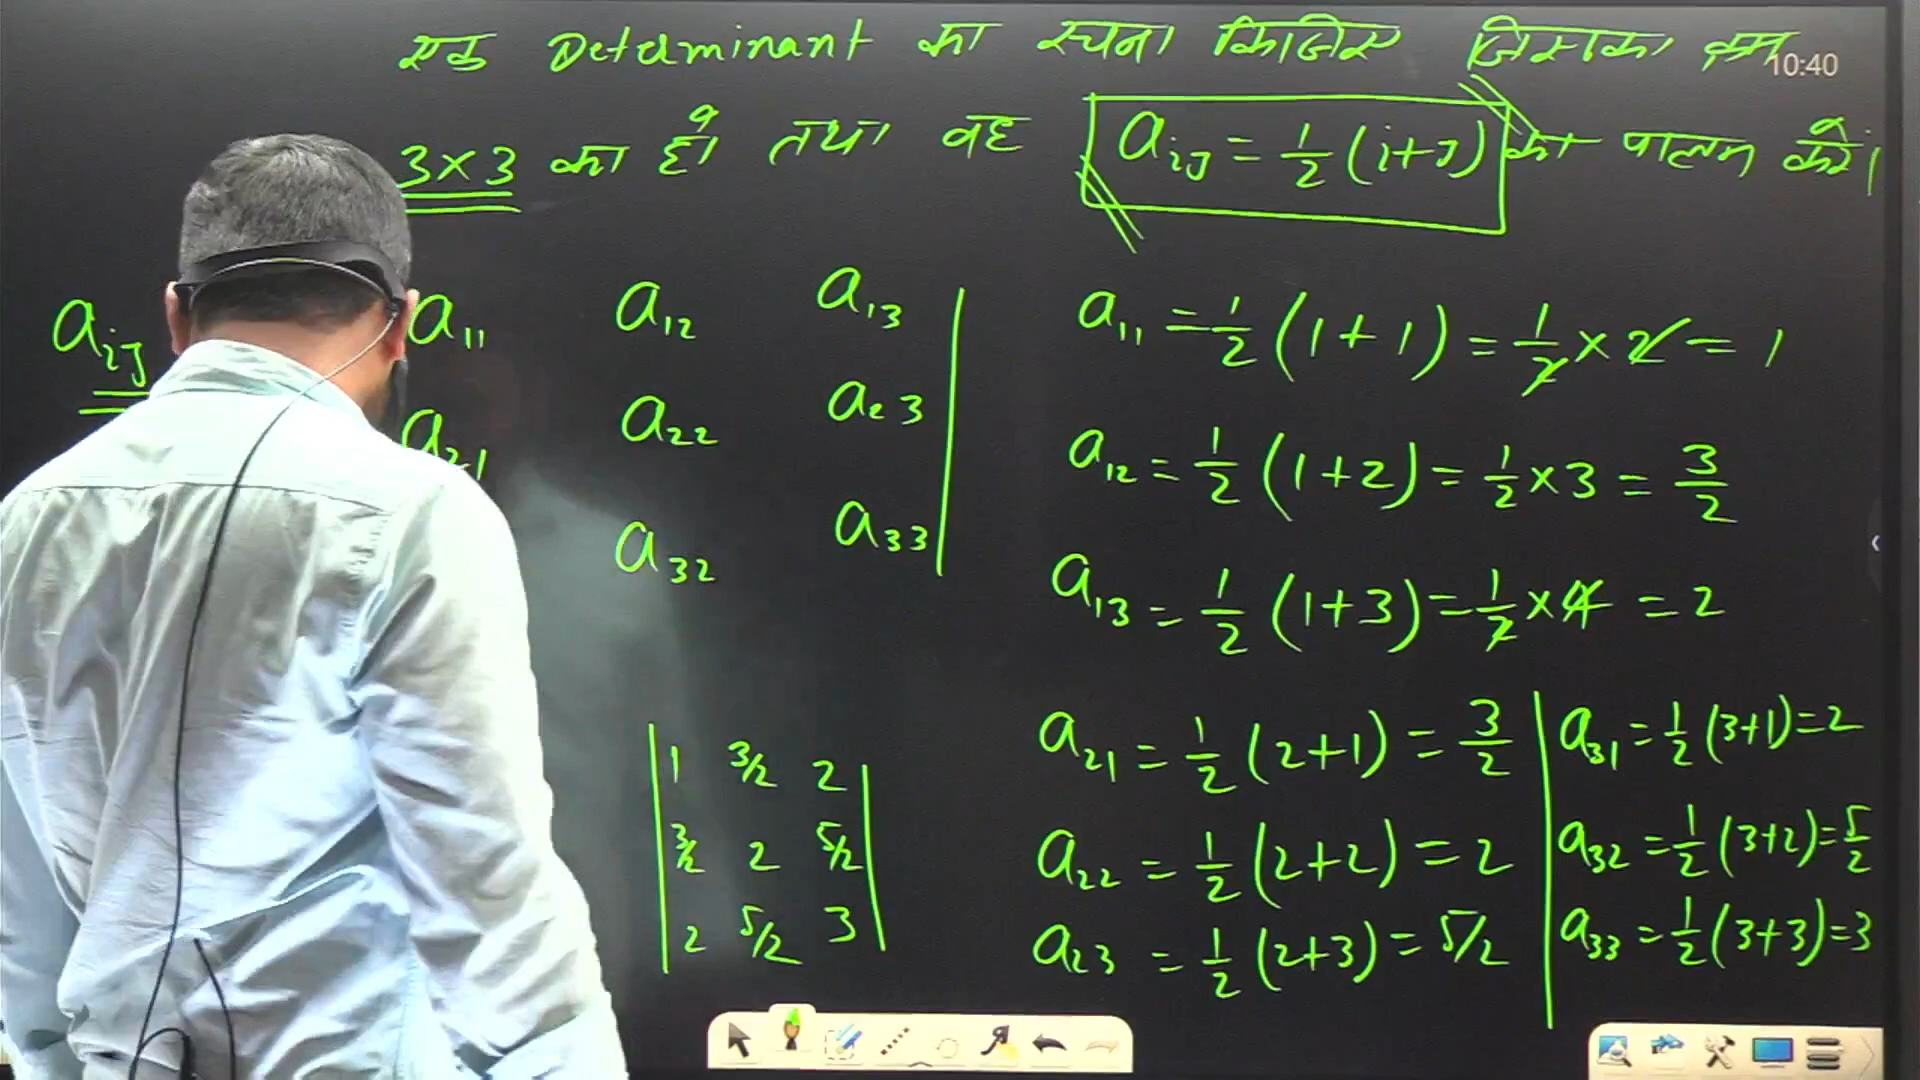 एक Determinant का रचना किजिए जिसका क्रम
10:40
3×3 का हो तथा वह aij = 1/2 (i+j) का पालन करे।
aij a11 a12 a13
a21 a22 a23
a32 a33
a11 = 1/2 (1+1) = 1/2 × 2 = 1
a12 = 1/2 (1+2) = 1/2 × 3 = 3/2
a13 = 1/2 (1+3) = 1/2 × 4 = 2
a21 = 1/2 (2+1) = 3/2
a22 = 1/2 (2+2) = 2
a23 = 1/2 (2+3) = 5/2
a31 = 1/2 (3+1) = 2
a32 = 1/2 (3+2) = 5/2
a33 = 1/2 (3+3) = 3
1 3/2 2
3/2 2 5/2
2 5/2 3